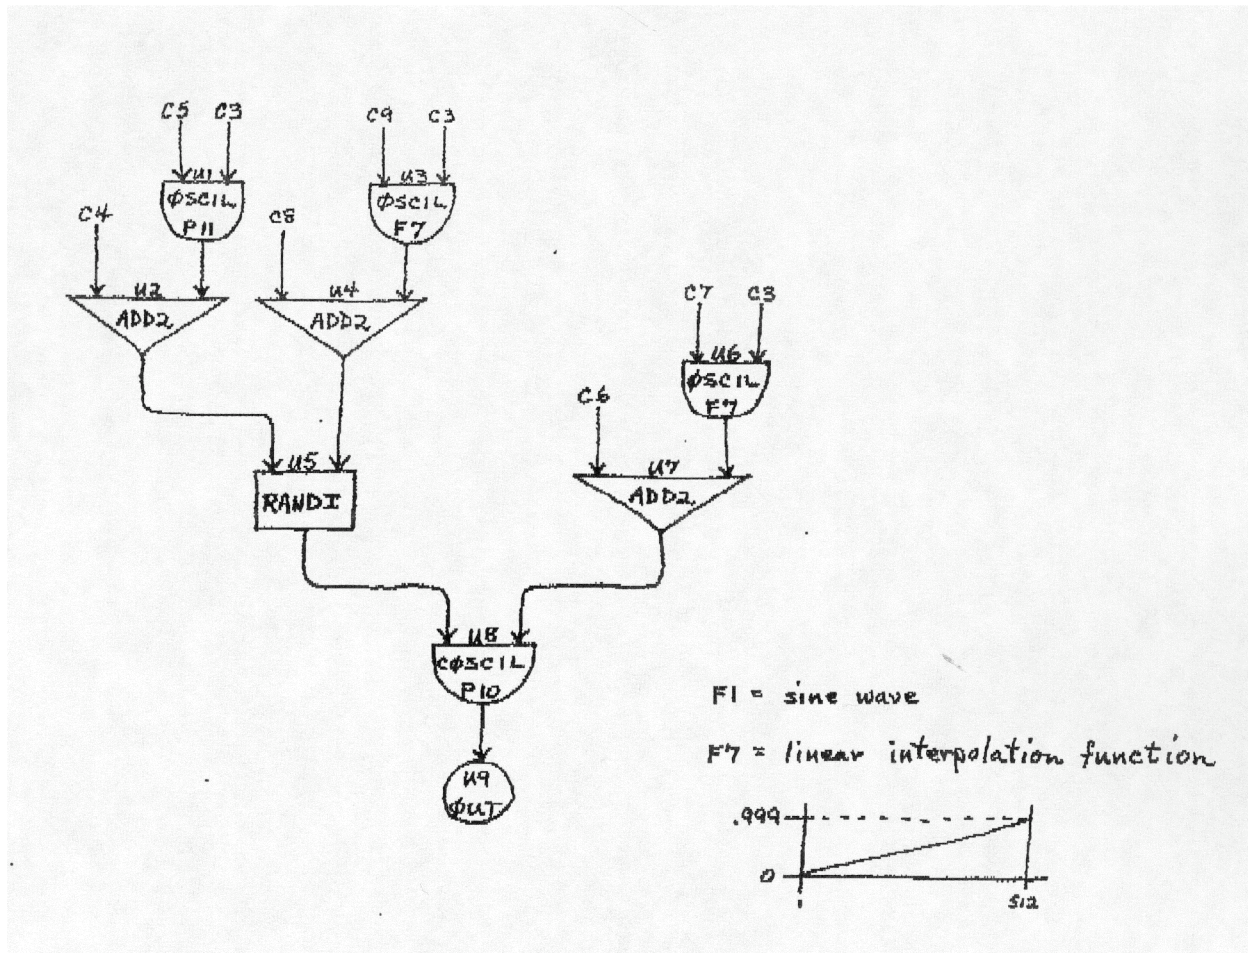 C5 C3
C9 C3
U1
ØSCIL
P11
U3
ØSCIL
F7
C4
C8
U2
ADD2
U4
ADD2
C7 C3
U6
ØSCIL
F7
C6
U5
RANDI
U7
ADD2
U8
CØSCIL
P10
U9
ØUT
F1 = sine wave
F7 = linear interpolation function
.999
0
1
512